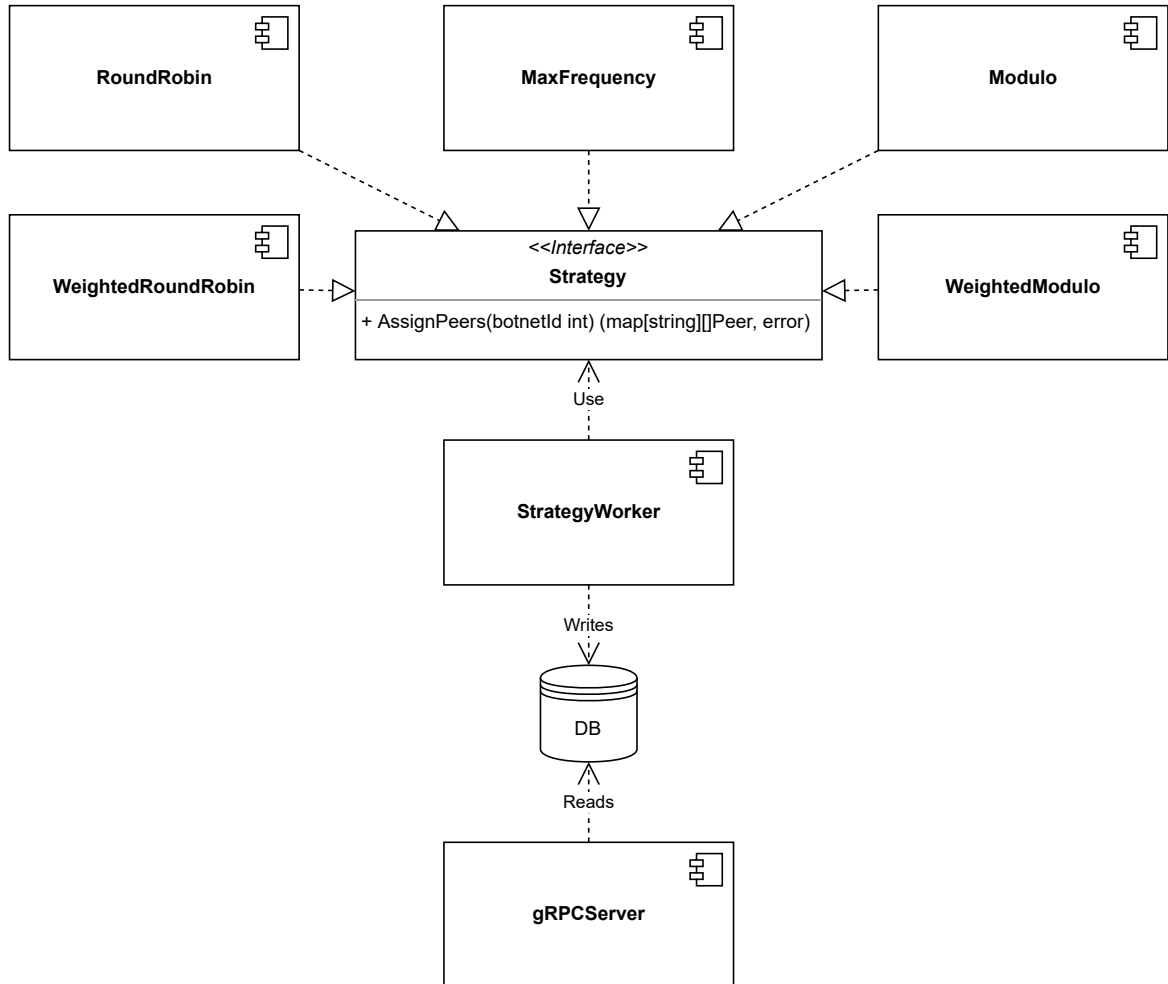 RoundRobin
MaxFrequency
Modulo
WeightedRoundRobin
<<Interface>>
Strategy
+ AssignPeers(botnetId int) (map[string][]Peer, error)
WeightedModulo
Use
StrategyWorker
Writes
DB
Reads
gRPCServer